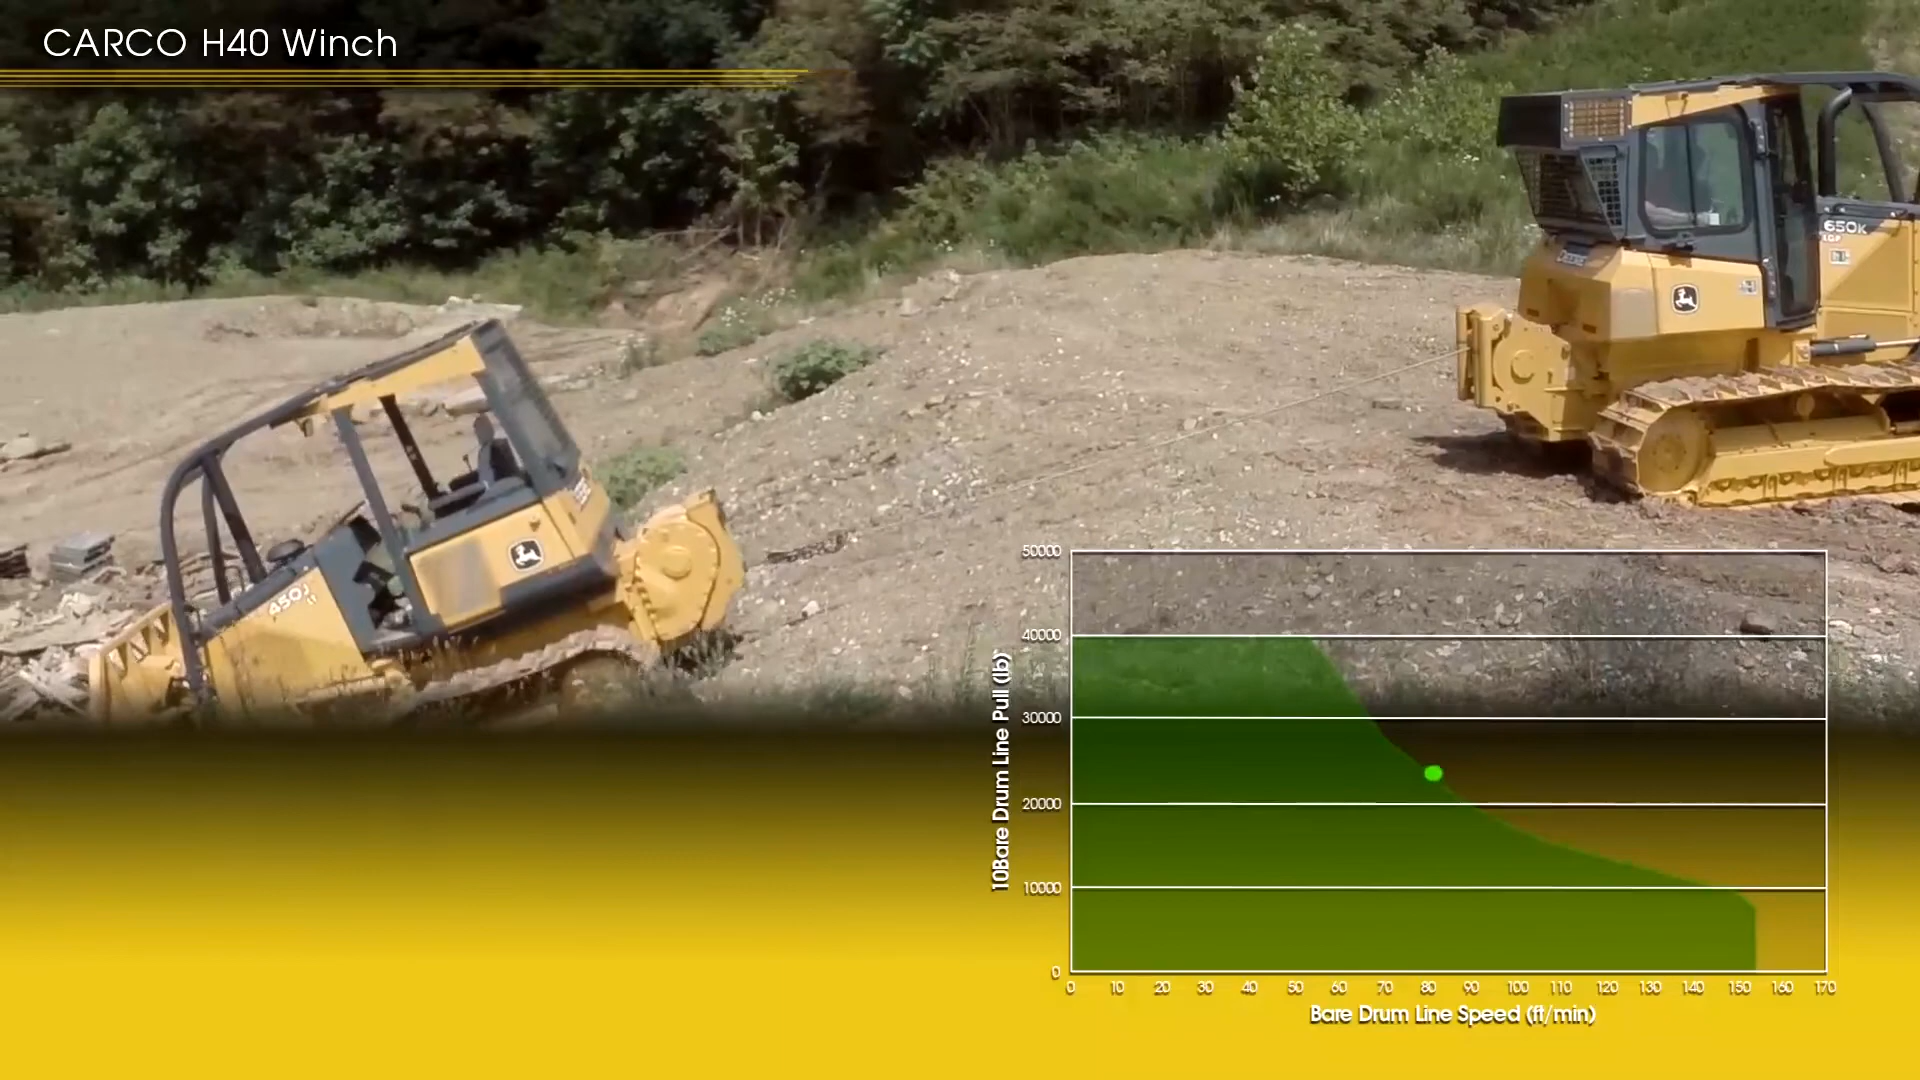 CARCO H40 Winch
650K
LGP
450J
LT
50000
40000
30000
20000
10000
0
10Bare Drum Line Pull (lb)
0 10 20 30 40 50 60 70 80 90 100 110 120 130 140 150 160 170
Bare Drum Line Speed (ft/min)